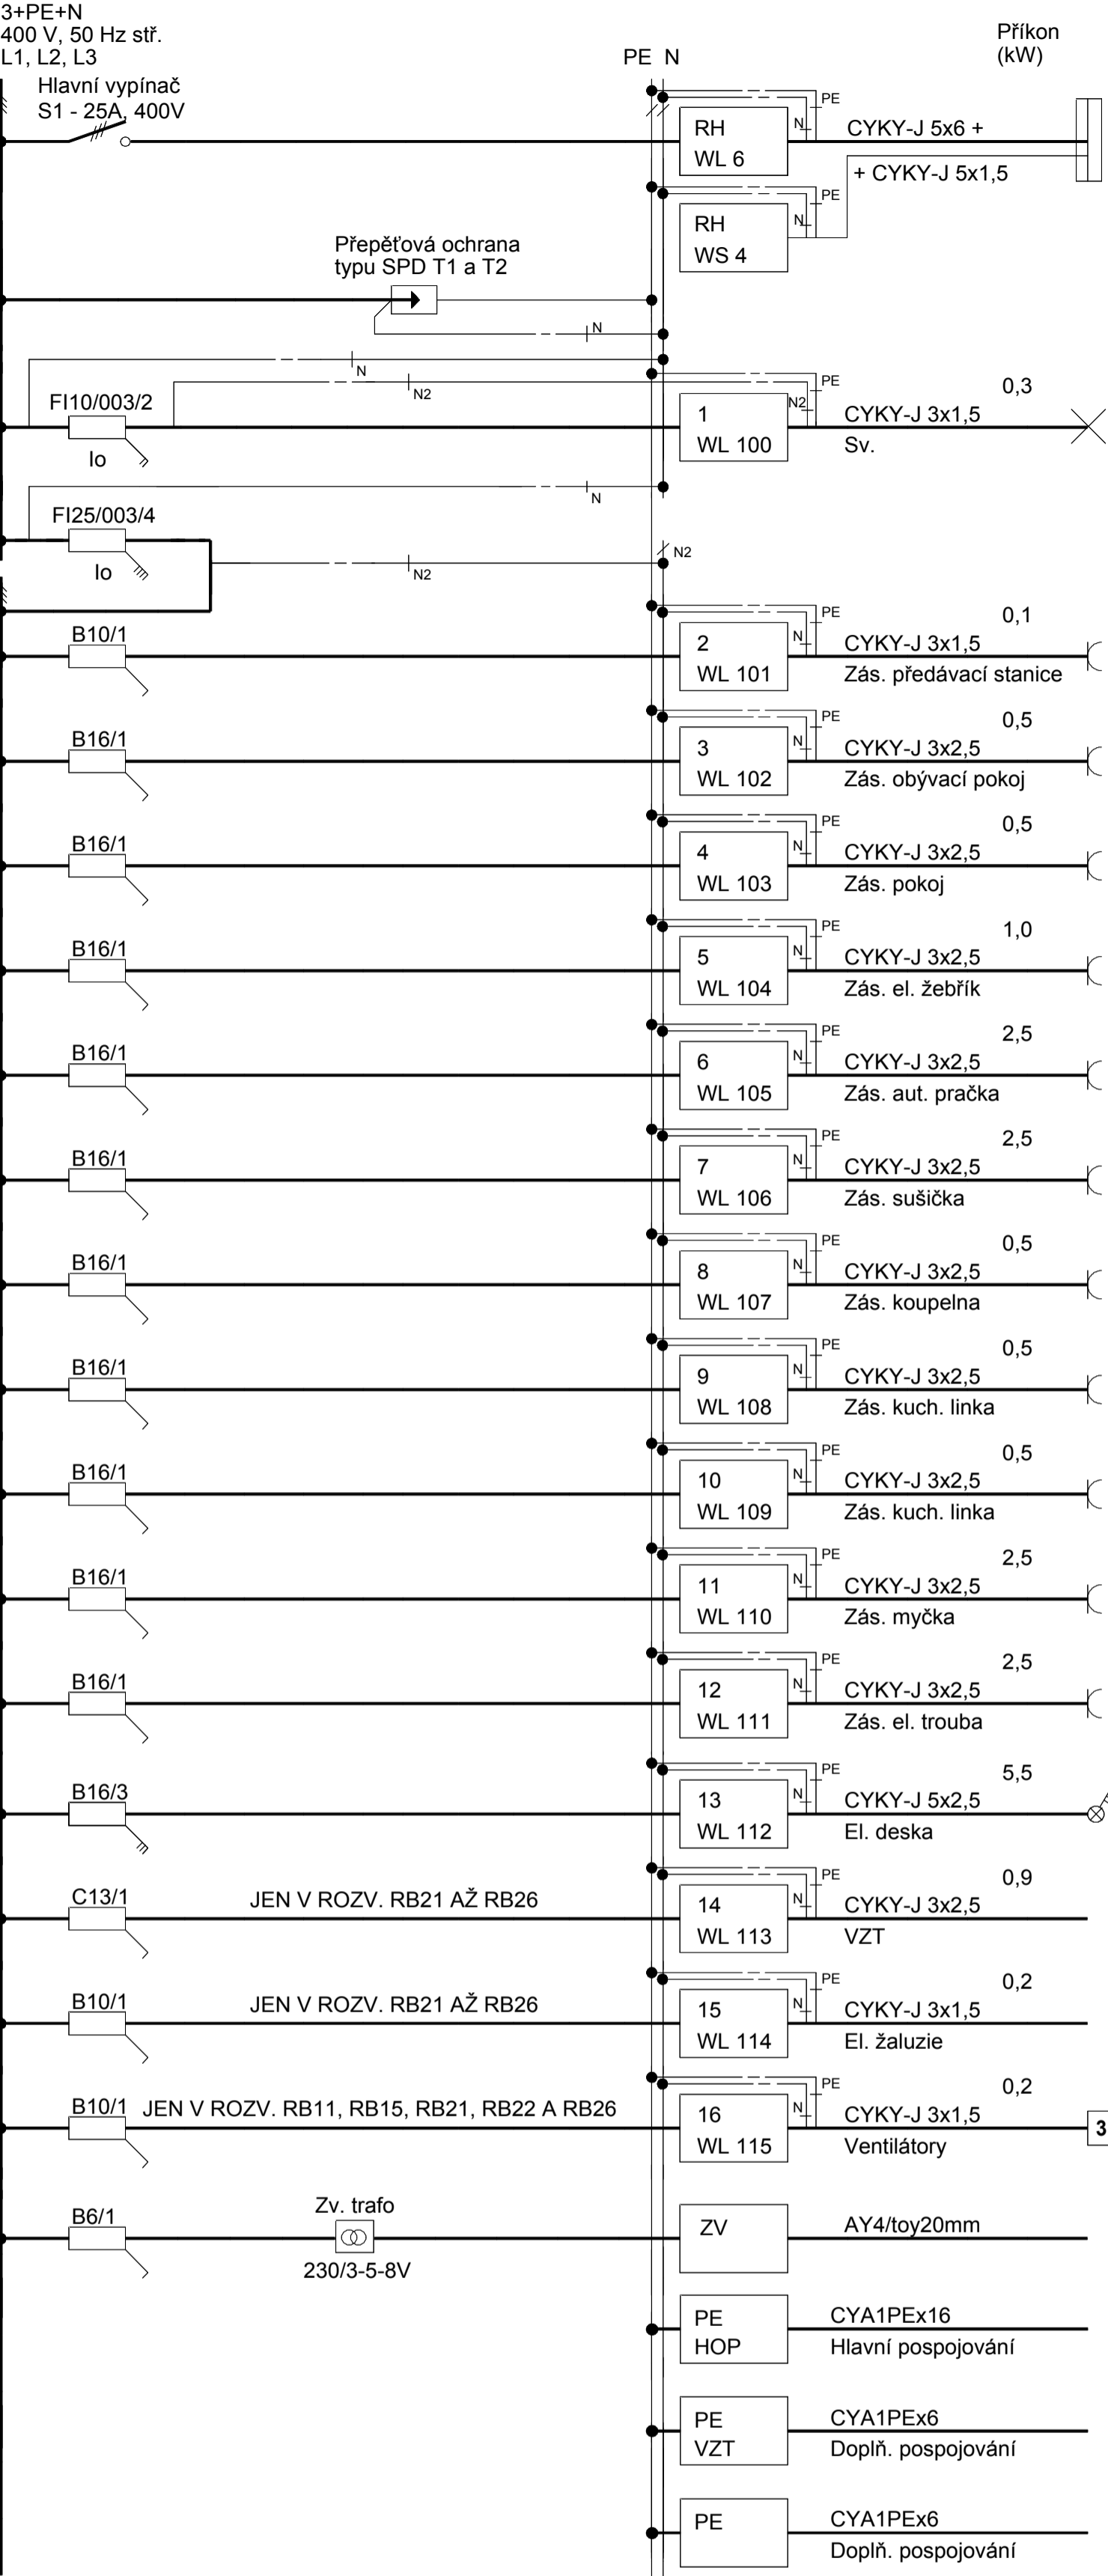 3+PE+N
400 V, 50 Hz stř.
L1, L2, L3
PE N
Příkon
(kW)
Hlavní vypínač
S1 - 25A, 400V
PE
N
RH
WL 6
CYKY-J 5x6 +
+ CYKY-J 5x1,5
PE
N
RH
WS 4
Přepěťová ochrana
typu SPD T1 a T2
N
N
N2
FI10/003/2
Io
PE
N2
1
WL 100
0,3
CYKY-J 3x1,5
Sv.
N
FI25/003/4
Io
N2
N2
B10/1
PE
N
2
WL 101
0,1
CYKY-J 3x1,5
Zás. předávací stanice
B16/1
PE
N
3
WL 102
0,5
CYKY-J 3x2,5
Zás. obývací pokoj
B16/1
PE
N
4
WL 103
0,5
CYKY-J 3x2,5
Zás. pokoj
B16/1
PE
N
5
WL 104
1,0
CYKY-J 3x2,5
Zás. el. žebřík
B16/1
PE
N
6
WL 105
2,5
CYKY-J 3x2,5
Zás. aut. pračka
B16/1
PE
N
7
WL 106
2,5
CYKY-J 3x2,5
Zás. sušička
B16/1
PE
N
8
WL 107
0,5
CYKY-J 3x2,5
Zás. koupelna
B16/1
PE
N
9
WL 108
0,5
CYKY-J 3x2,5
Zás. kuch. linka
B16/1
PE
N
10
WL 109
0,5
CYKY-J 3x2,5
Zás. kuch. linka
B16/1
PE
N
11
WL 110
2,5
CYKY-J 3x2,5
Zás. myčka
B16/1
PE
N
12
WL 111
2,5
CYKY-J 3x2,5
Zás. el. trouba
B16/3
PE
N
13
WL 112
5,5
CYKY-J 5x2,5
El. deska
C13/1
JEN V ROZV. RB21 AŽ RB26
PE
N
14
WL 113
0,9
CYKY-J 3x2,5
VZT
B10/1
JEN V ROZV. RB21 AŽ RB26
PE
N
15
WL 114
0,2
CYKY-J 3x1,5
El. žaluzie
B10/1
JEN V ROZV. RB11, RB15, RB21, RB22 A RB26
PE
N
16
WL 115
0,2
CYKY-J 3x1,5
Ventilátory
3
B6/1
Zv. trafo
230/3-5-8V
ZV
AY4/toy20mm
PE
HOP
CYA1PEx16
Hlavní pospojování
PE
VZT
CYA1PEx6
Doplň. pospojování
PE
CYA1PEx6
Doplň. pospojování